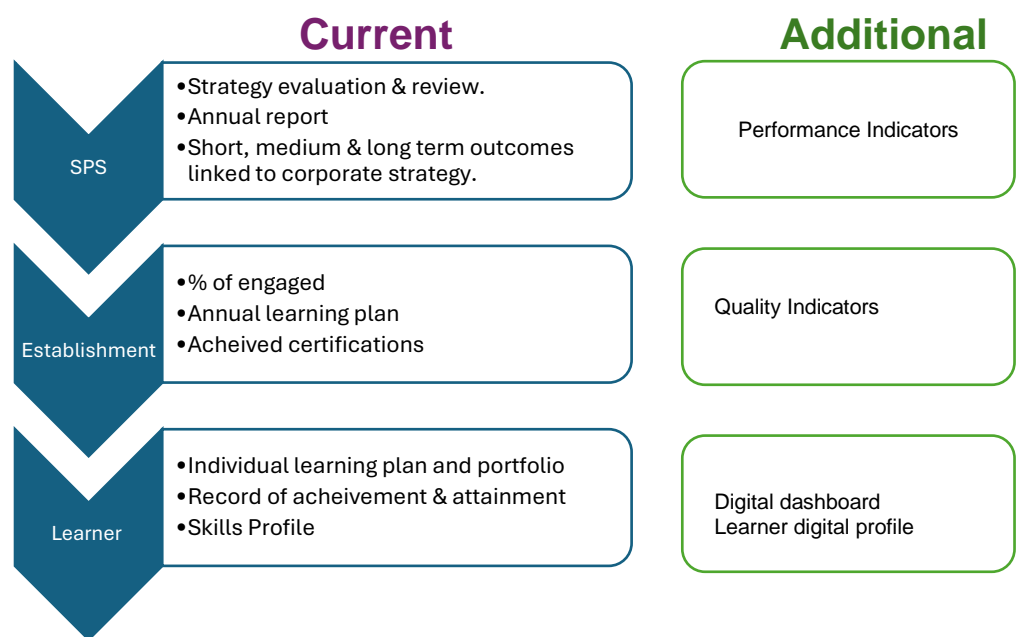 Current
Additional
SPS
•Strategy evaluation & review.
•Annual report
•Short, medium & long term outcomes
linked to corporate strategy.
Performance Indicators
Establishment
•% of engaged
•Annual learning plan
•Acheived certifications
Quality Indicators
Learner
•Individual learning plan and portfolio
•Record of acheivement & attainment
•Skills Profile
Digital dashboard
Learner digital profile